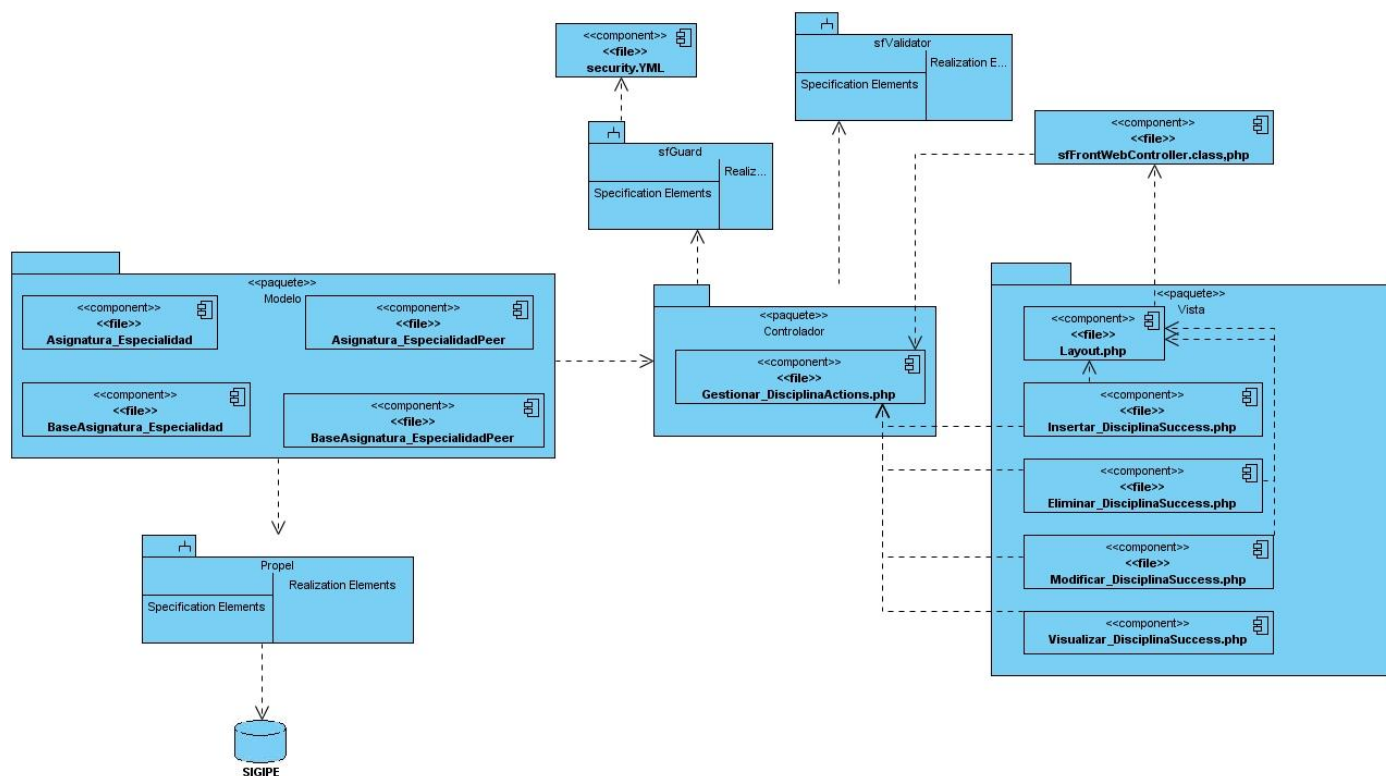 <<component>>
<<file>>
security.YML
sfValidator
Realization E...
Specification Elements
<<component>>
<<file>>
sfFrontWebController.class,php
sfGuard
Realiz...
Specification Elements
<<paquete>>
Modelo
<<component>>
<<file>>
Asignatura_Especialidad
<<component>>
<<file>>
Asignatura_EspecialidadPeer
<<component>>
<<file>>
BaseAsignatura_Especialidad
<<component>>
<<file>>
BaseAsignatura_EspecialidadPeer
<<paquete>>
Controlador
<<component>>
<<file>>
Gestionar_DisciplinaActions.php
<<paquete>>
Vista
<<component>>
<<file>>
Layout.php
<<component>>
<<file>>
Insertar_DisciplinaSuccess.php
<<component>>
<<file>>
Eliminar_DisciplinaSuccess.php
<<component>>
<<file>>
Modificar_DisciplinaSuccess.php
<<component>>
Visualizar_DisciplinaSuccess.php
Propel
Realization Elements
Specification Elements
SIGIPE